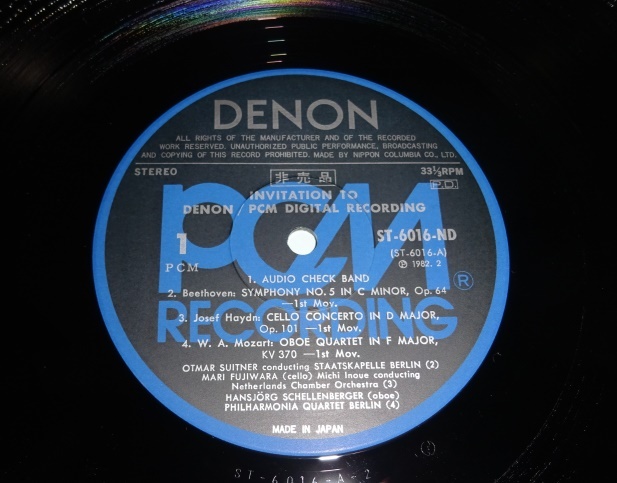 DENON
ALL RIGHTS OF THE MANUFACTURER AND OF THE RECORDED
WORK RESERVED. UNAUTHORIZED PUBLIC PERFORMANCE, BROADCASTING
AND COPYING OF THIS RECORD PROHIBITED. MADE BY NIPPON COLUMBIA CO., LTD.
STEREO
非売品
33⅓RPM
P.D.
PCM
RECORDING
®
INVITATION TO
DENON / PCM DIGITAL RECORDING
1
PCM
ST-6016-ND
(ST-6016-A)
℗ 1982. 2
1. AUDIO CHECK BAND
2. Beethoven: SYMPHONY NO. 5 IN C MINOR, Op. 64
—1st Mov.
3. Josef Haydn: CELLO CONCERTO IN D MAJOR,
Op. 101 —1st Mov.
4. W. A. Mozart: OBOE QUARTET IN F MAJOR,
KV 370 —1st Mov.
OTMAR SUITNER conducting STAATSKAPELLE BERLIN (2)
MARI FUJIWARA (cello) Michi Inoue conducting
Netherlands Chamber Orchestra (3)
HANSJÖRG SCHELLENBERGER (oboe)
PHILHARMONIA QUARTET BERLIN (4)
MADE IN JAPAN
ST-6016-A-2